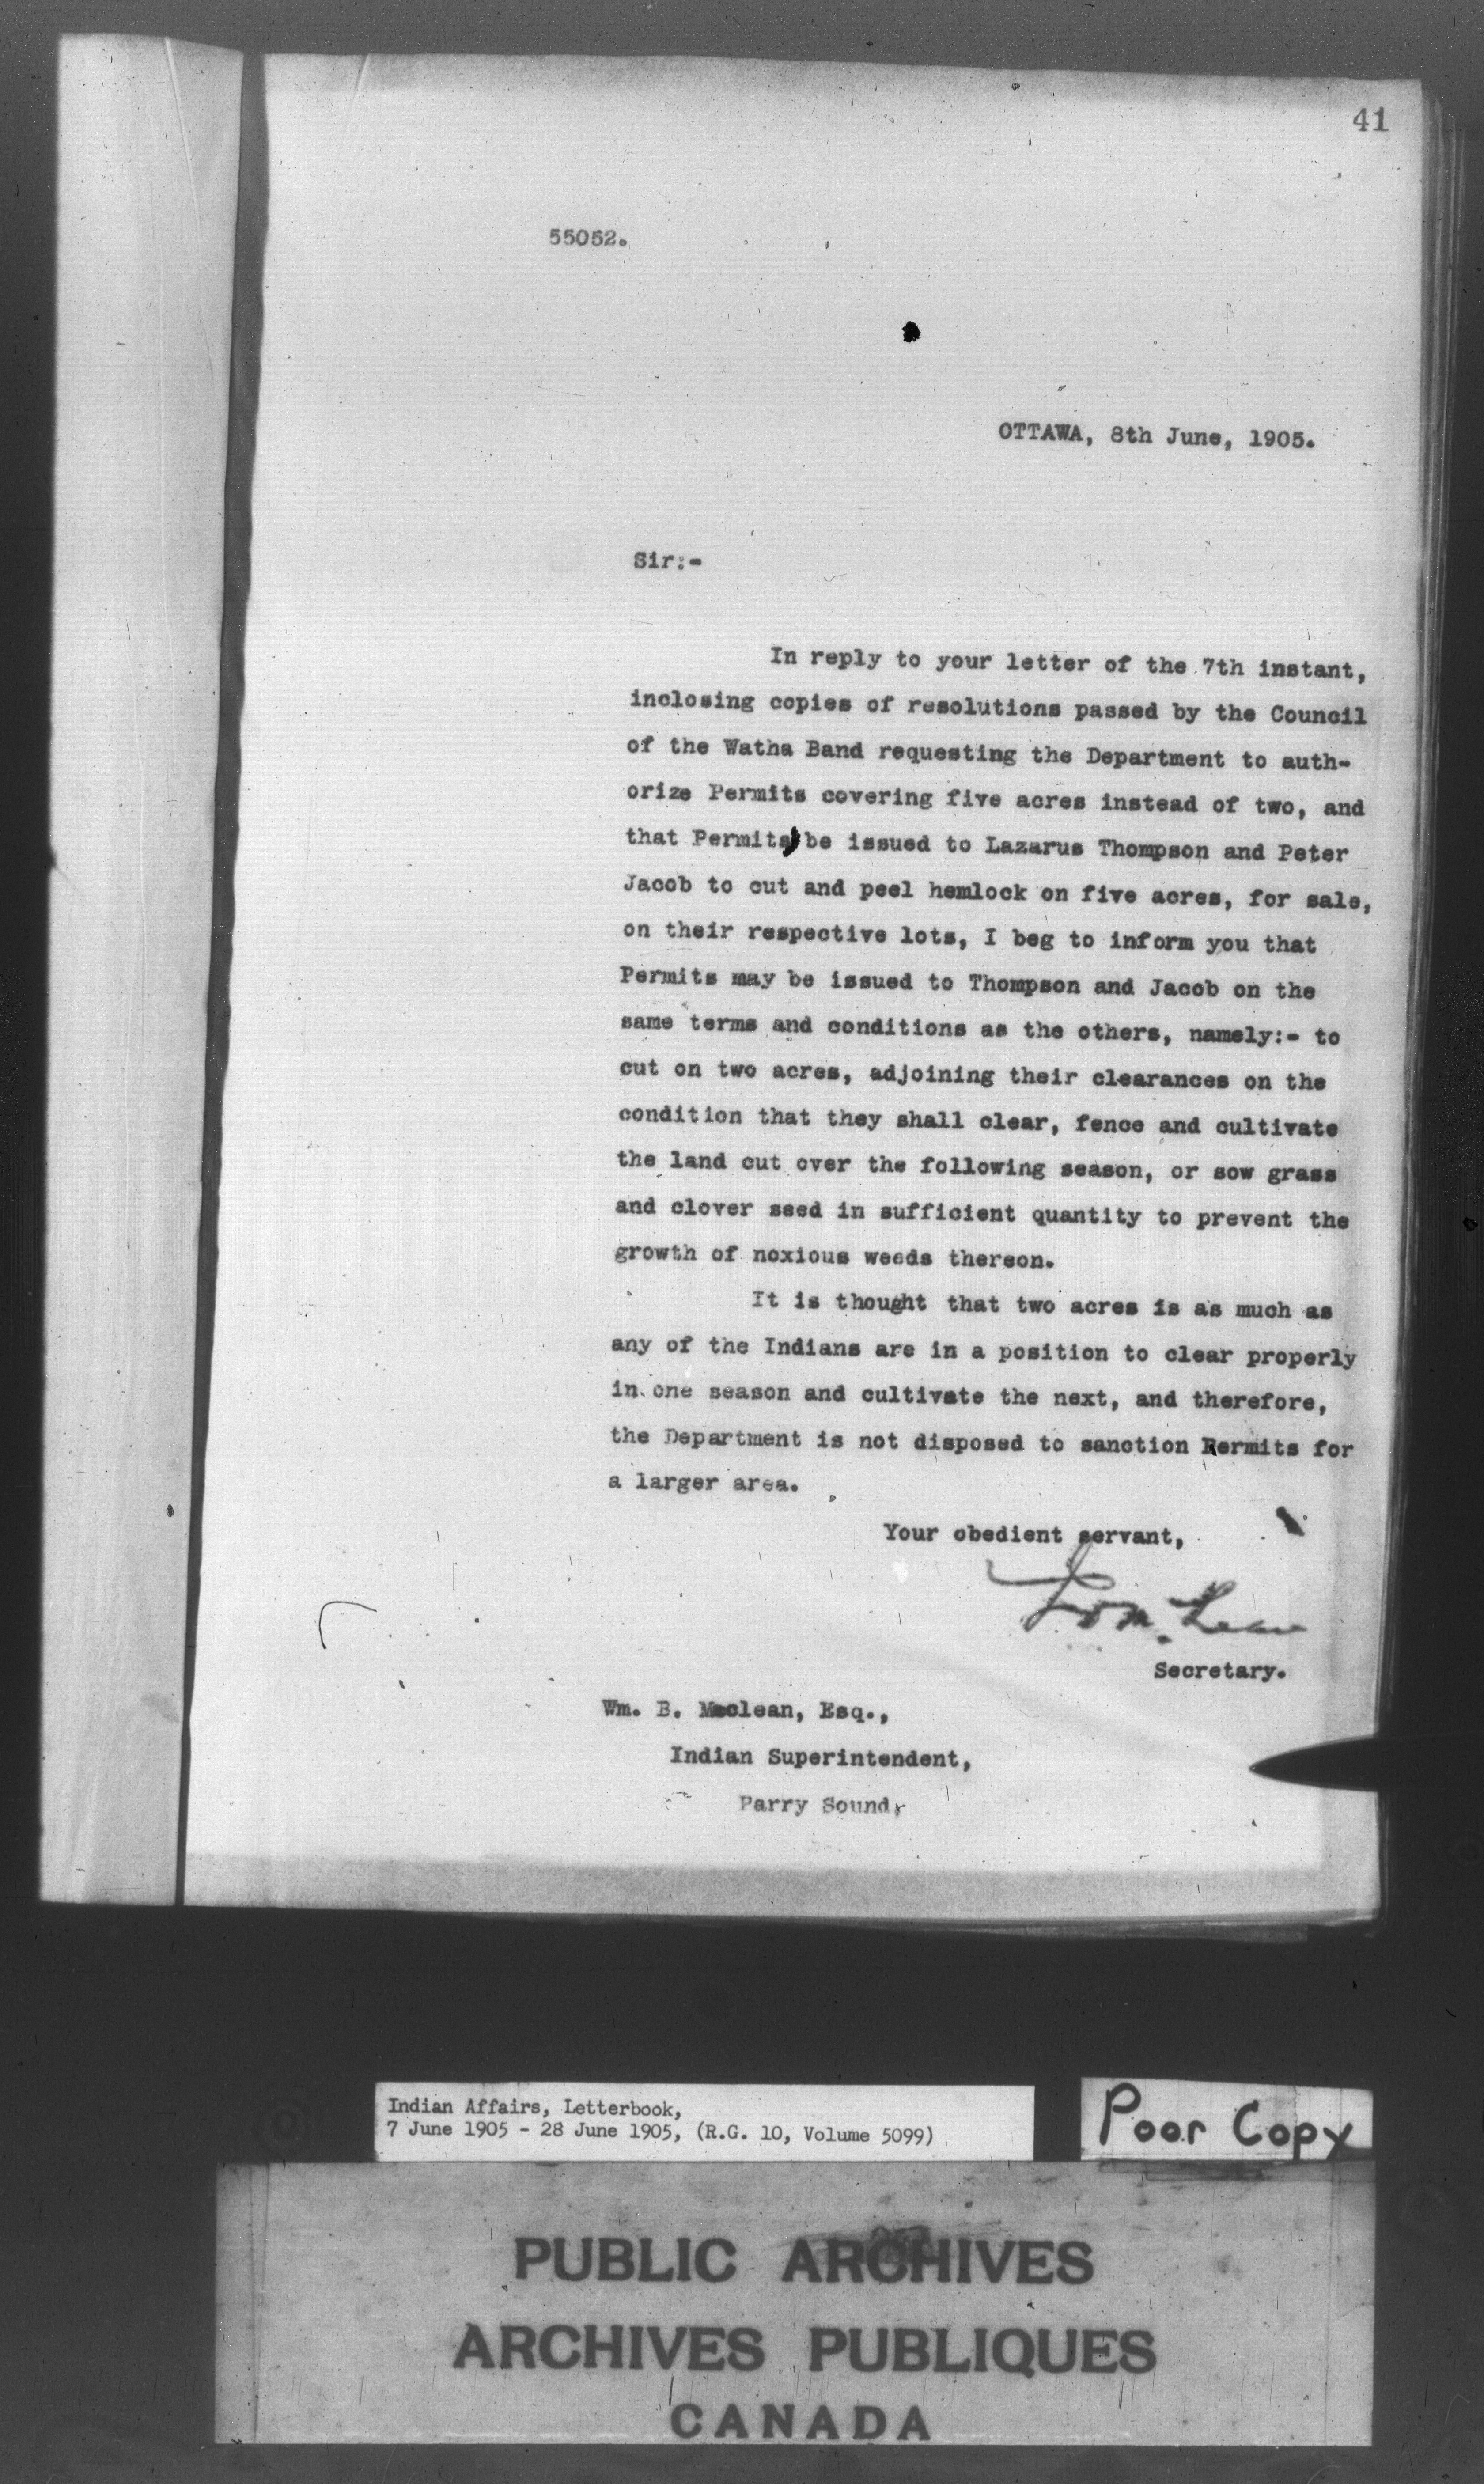 41
55052.
OTTAWA, 8th June, 1905.
Sir:-
In reply to your letter of the 7th instant,
inclosing copies of resolutions passed by the Council
of the Watha Band requesting the Department to auth-
orize Permits covering five acres instead of two, and
that Permits be issued to Lazarus Thompson and Peter
Jacob to cut and peel hemlock on five acres, for sale,
on their respective lots, I beg to inform you that
Permits may be issued to Thompson and Jacob on the
same terms and conditions as the others, namely:- to
cut on two acres, adjoining their clearances on the
condition that they shall clear, fence and cultivate
the land cut over the following season, or sow grass
and clover seed in sufficient quantity to prevent the
growth of noxious weeds thereon.
It is thought that two acres is as much as
any of the Indians are in a position to clear properly
in one season and cultivate the next, and therefore,
the Department is not disposed to sanction Permits for
a larger area.
Your obedient servant,
Secretary.
Wm. B. Maclean, Esq.,
Indian Superintendent,
Parry Sound,
Indian Affairs, Letterbook,
7 June 1905 - 28 June 1905, (R.G. 10, Volume 5099)
Poor Copy
PUBLIC ARCHIVES
ARCHIVES PUBLIQUES
CANADA